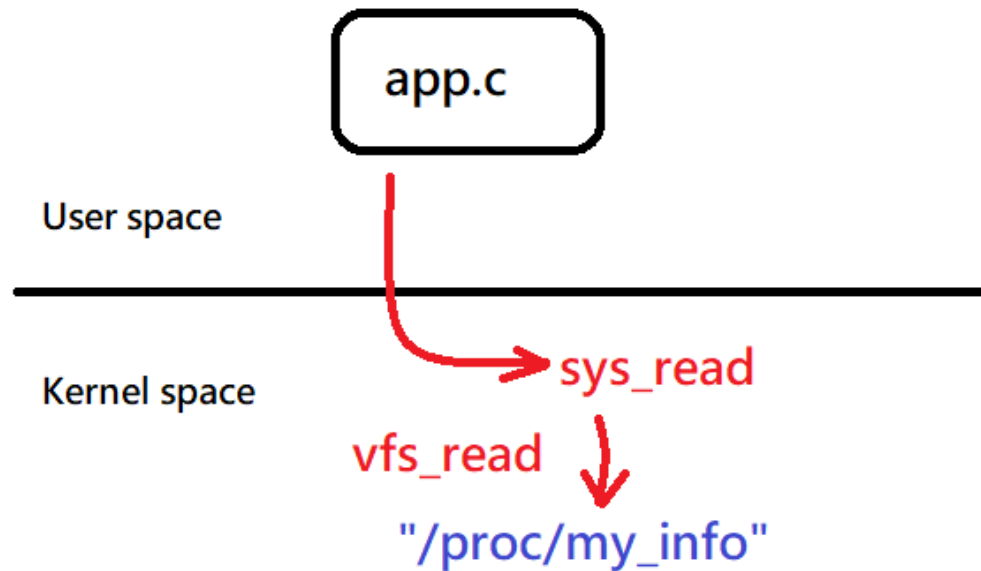 app.c
User space
sys_read
Kernel space
vfs_read
"/proc/my_info"